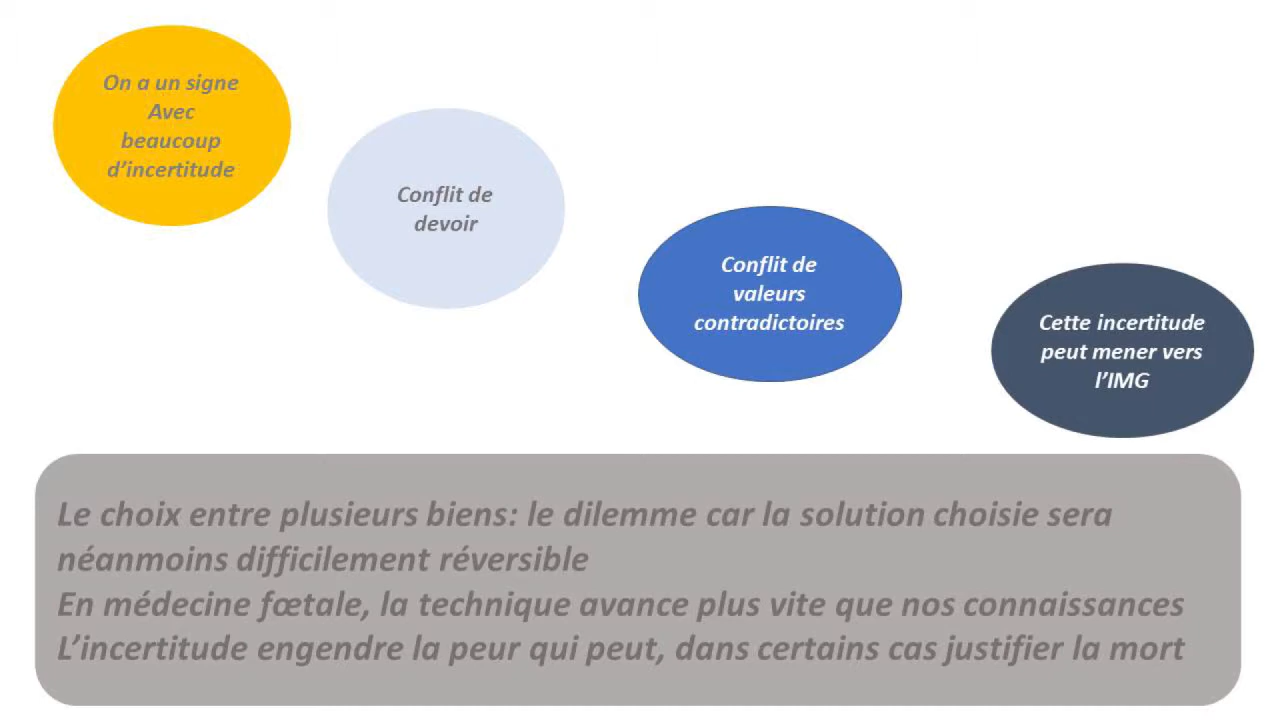 On a un signe
Avec
beaucoup
d’incertitude
Conflit de
devoir
Conflit de
valeurs
contradictoires
Cette incertitude
peut mener vers
l’IMG
Le choix entre plusieurs biens: le dilemme car la solution choisie sera
néanmoins difficilement réversible
En médecine fœtale, la technique avance plus vite que nos connaissances
L’incertitude engendre la peur qui peut, dans certains cas justifier la mort